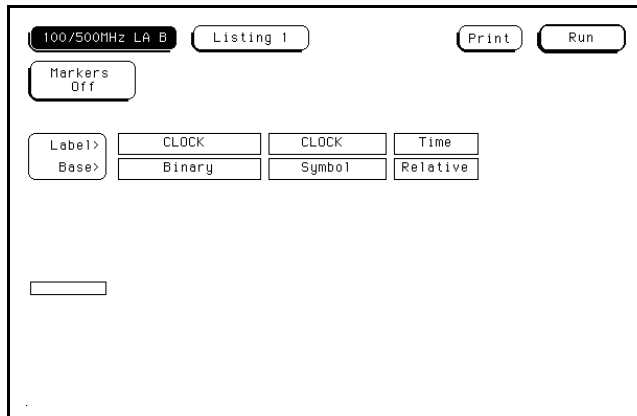 100/500MHz LA B Listing 1 Print Run
Markers
Off
Label> CLOCK CLOCK Time
Base> Binary Symbol Relative